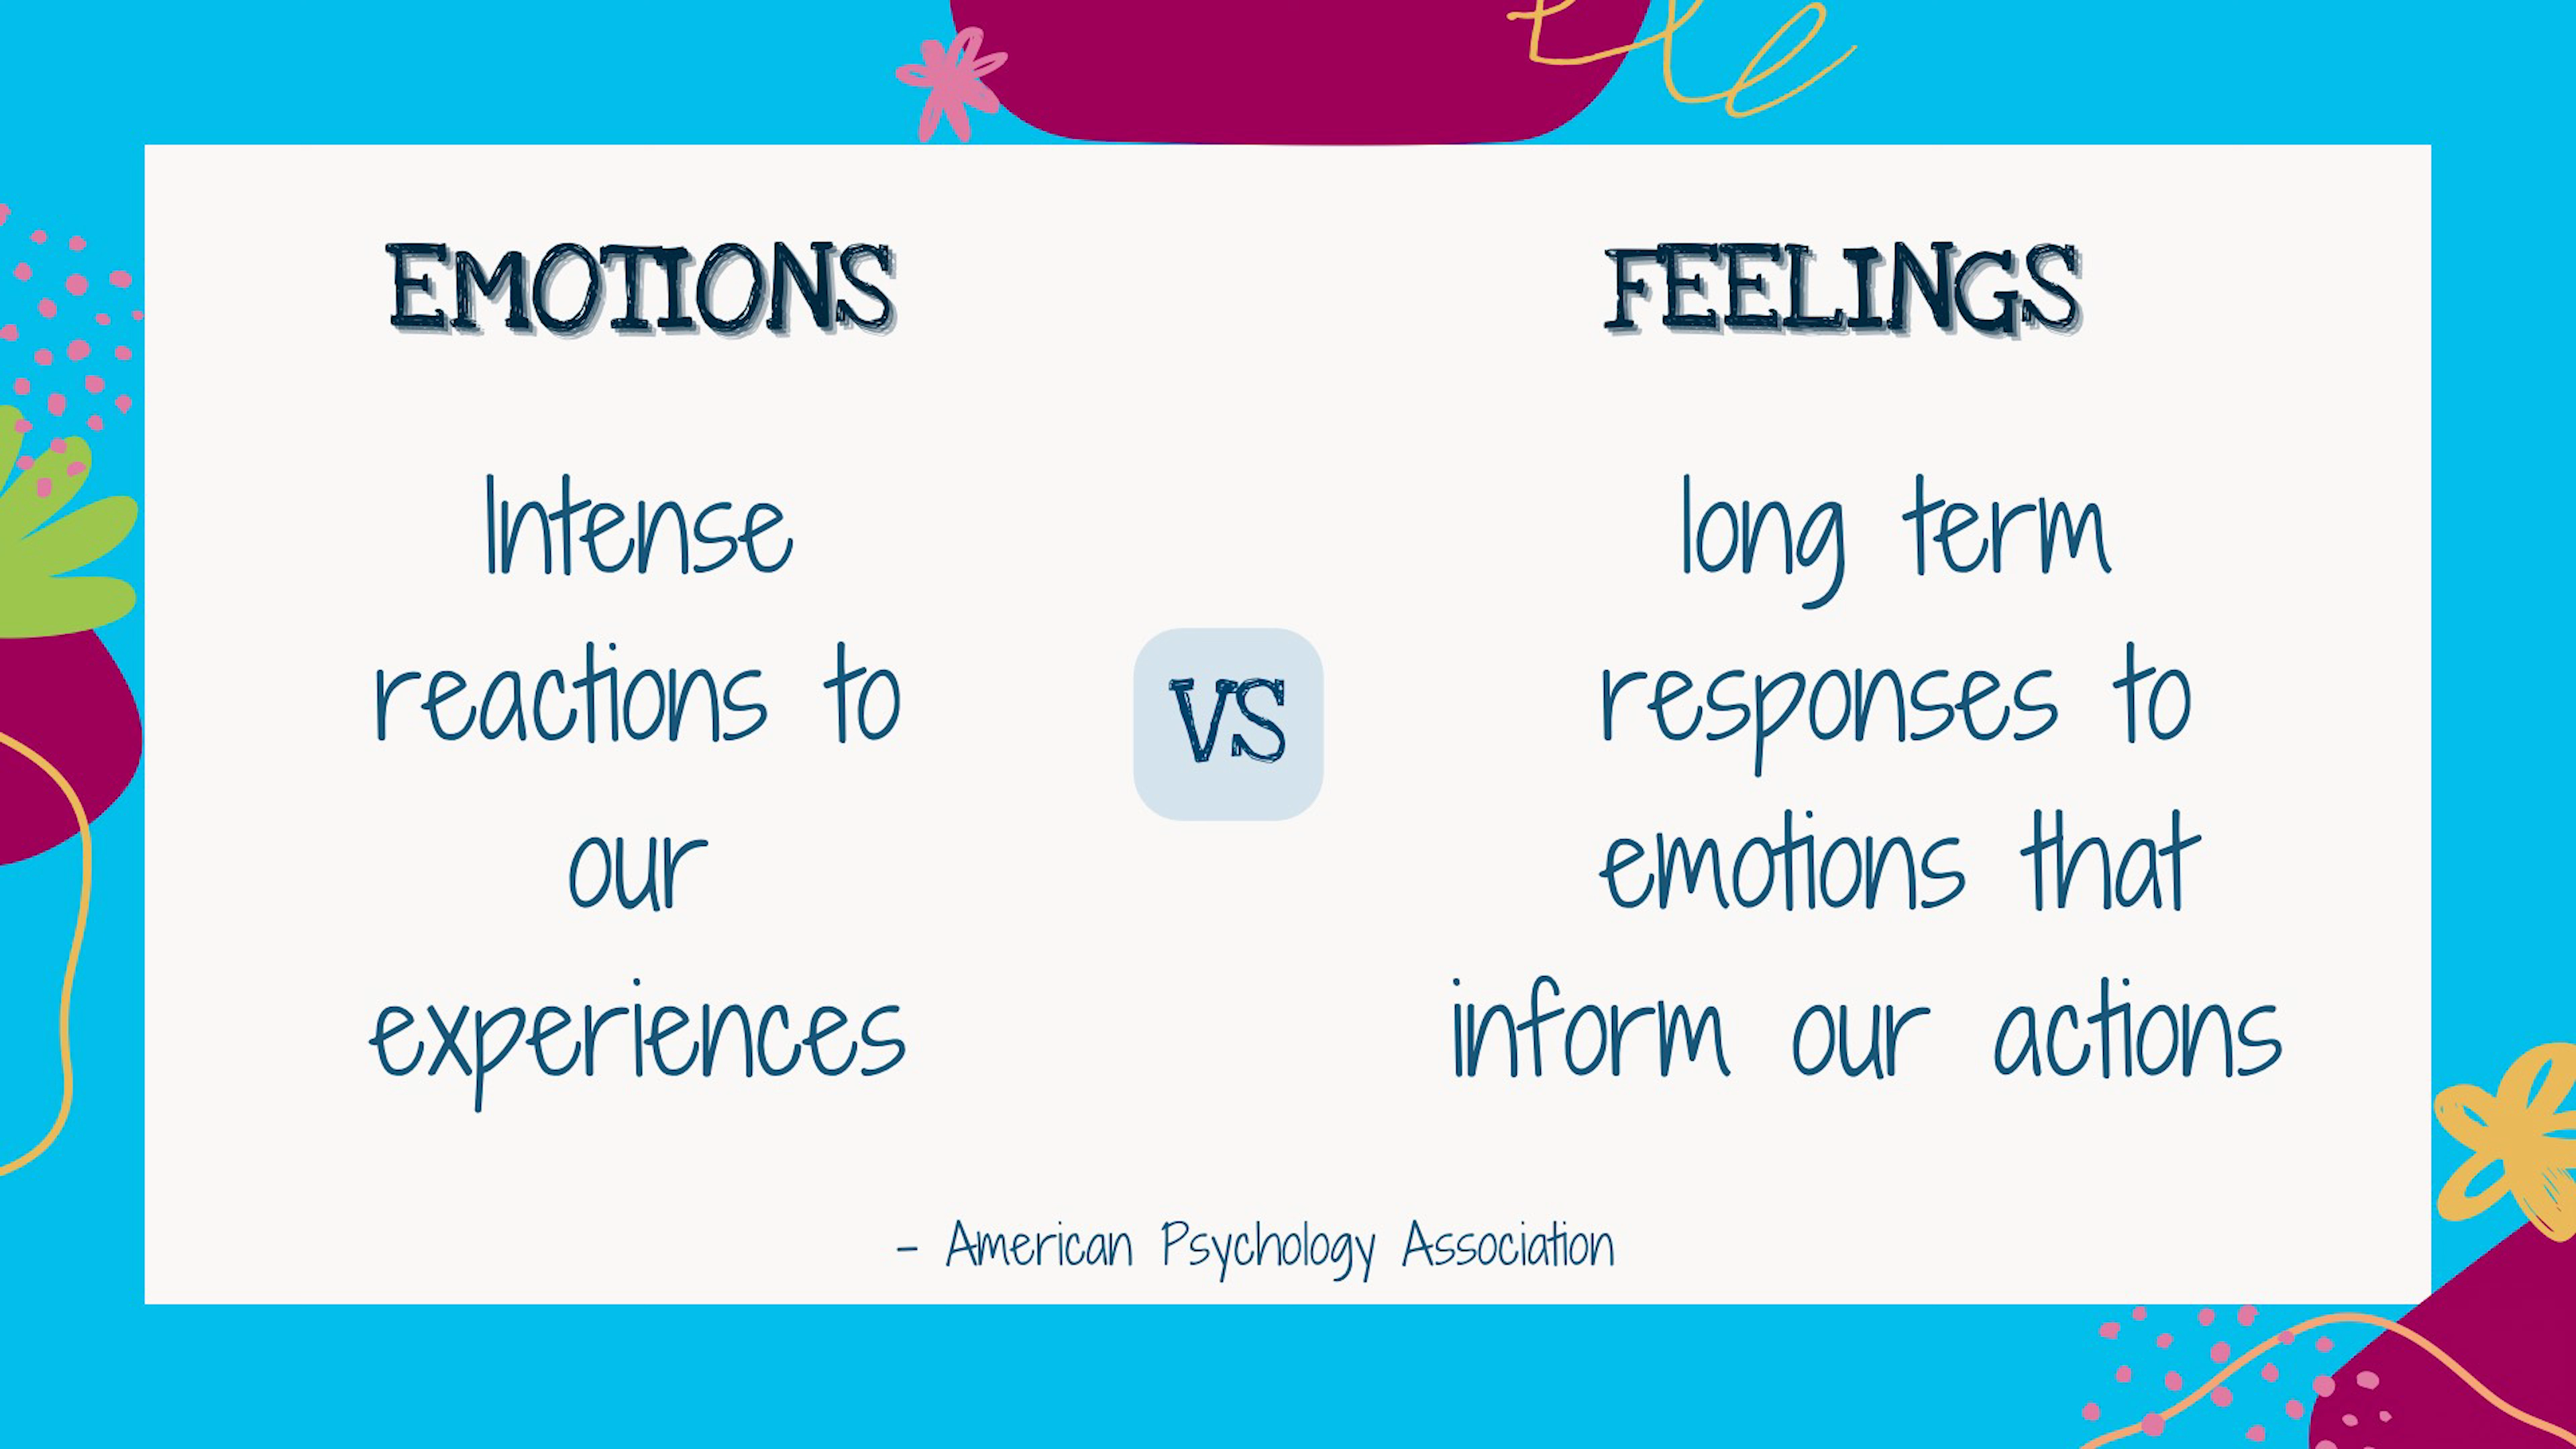 EMOTIONS
Intense
reactions to
our
experiences
VS
FEELINGS
long term
responses to
emotions that
inform our actions
- American Psychology Association